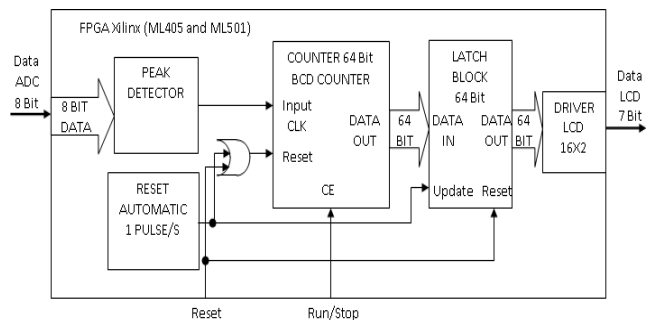 FPGA Xilinx (ML405 and ML501)
Data
ADC
8 Bit
8 BIT
DATA
PEAK
DETECTOR
COUNTER 64 Bit
BCD COUNTER
Input
CLK
Reset
DATA
OUT
CE
64
BIT
LATCH
BLOCK
64 Bit
DATA
IN
DATA
OUT
Update
Reset
64
BIT
DRIVER
LCD
16X2
Data
LCD
7 Bit
RESET
AUTOMATIC
1 PULSE/S
Reset
Run/Stop